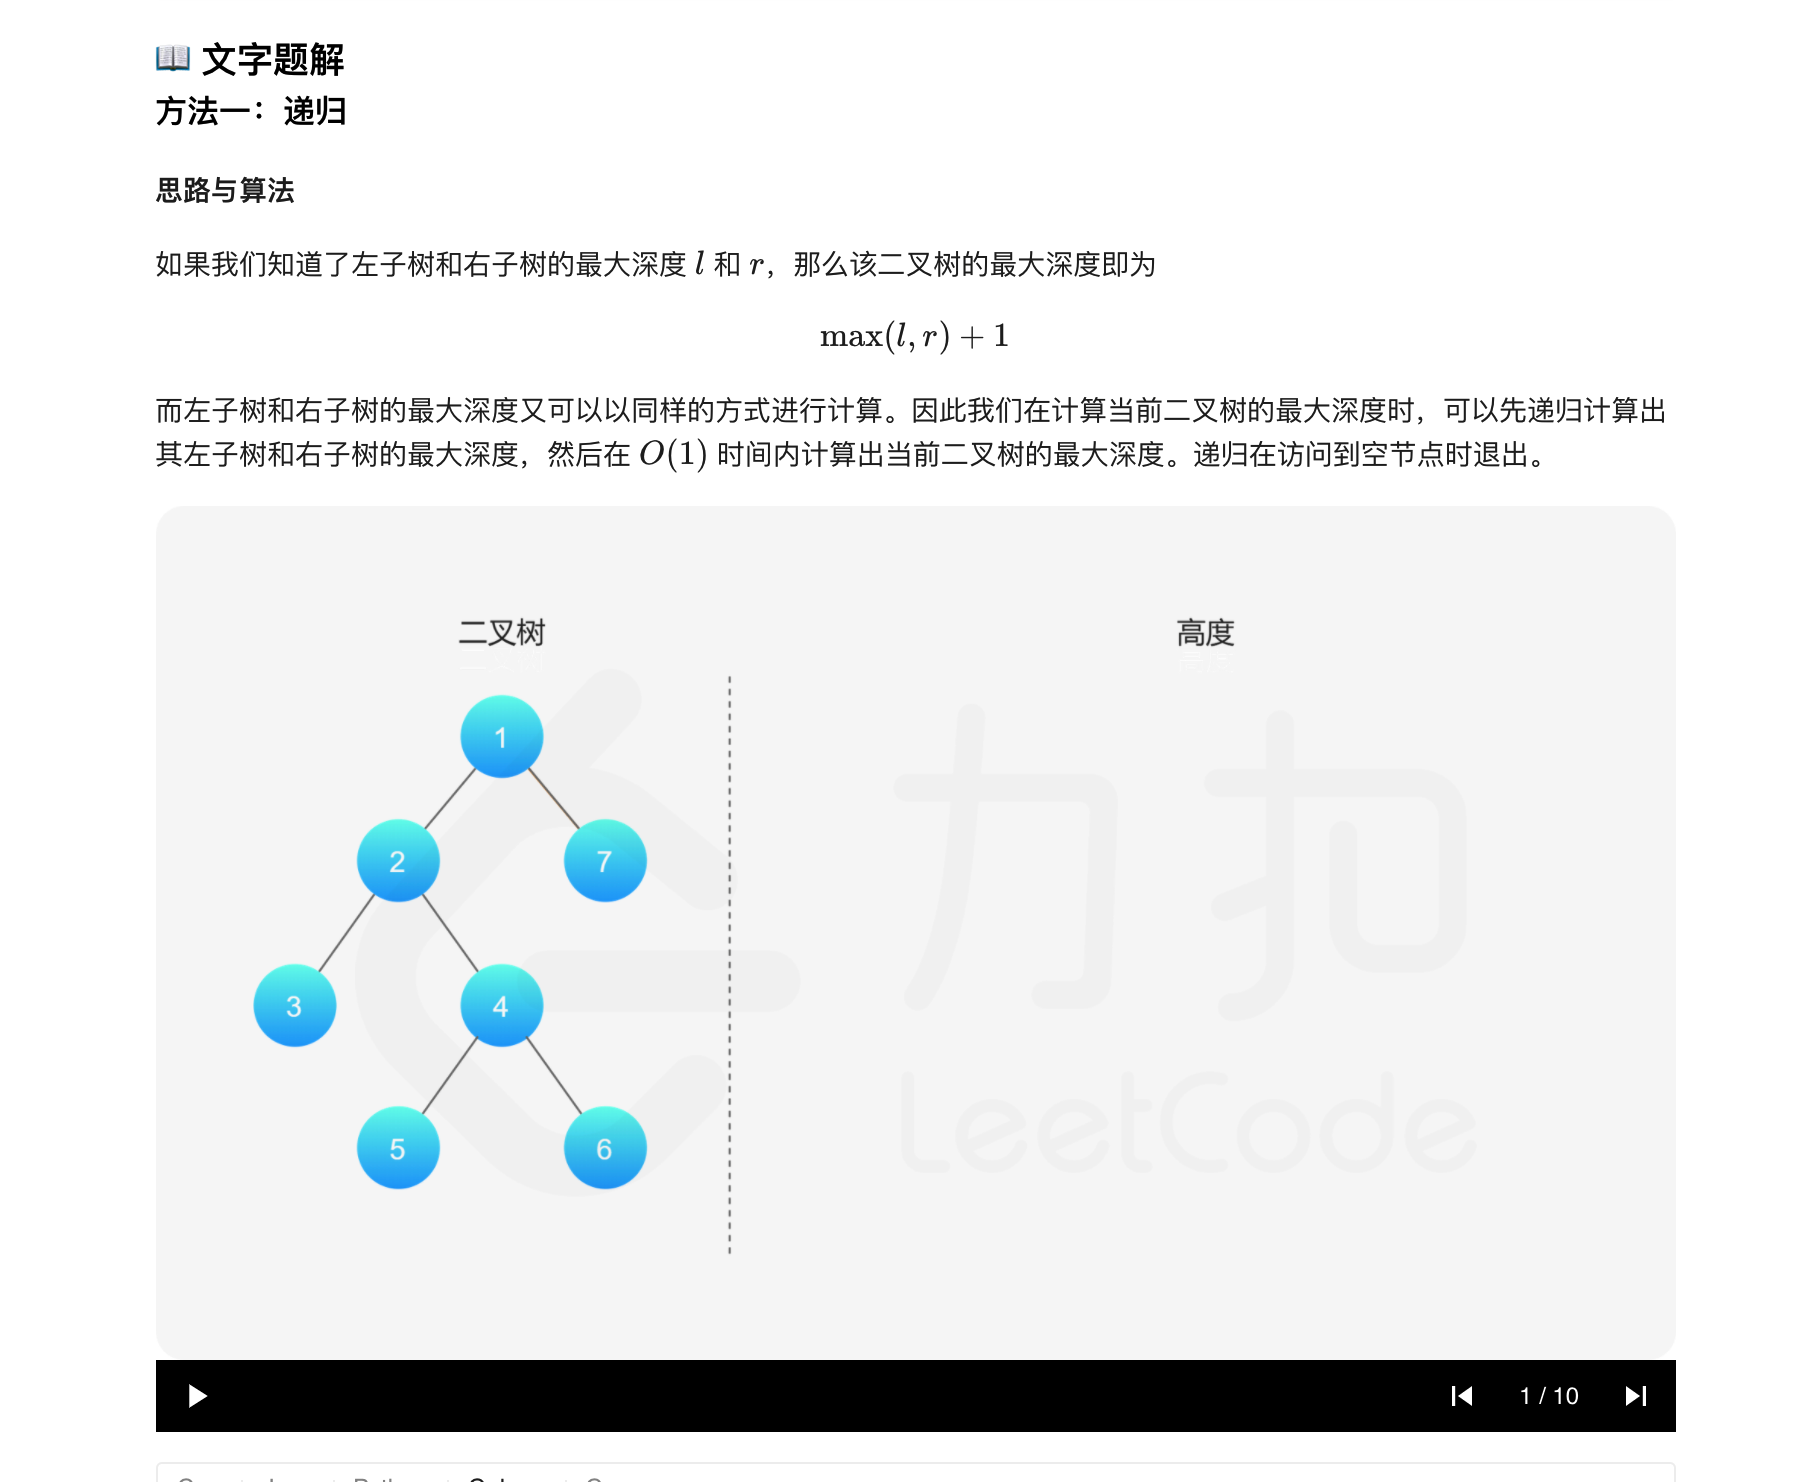 📖 文字题解
方法一：递归
思路与算法
如果我们知道了左子树和右子树的最大深度 l 和 r，那么该二叉树的最大深度即为
max(l, r) + 1
而左子树和右子树的最大深度又可以以同样的方式进行计算。因此我们在计算当前二叉树的最大深度时，可以先递归计算出
其左子树和右子树的最大深度，然后在 O(1) 时间内计算出当前二叉树的最大深度。递归在访问到空节点时退出。
二叉树
高度
1
2
7
3
4
5
6
力扣
LeetCode
1 / 10